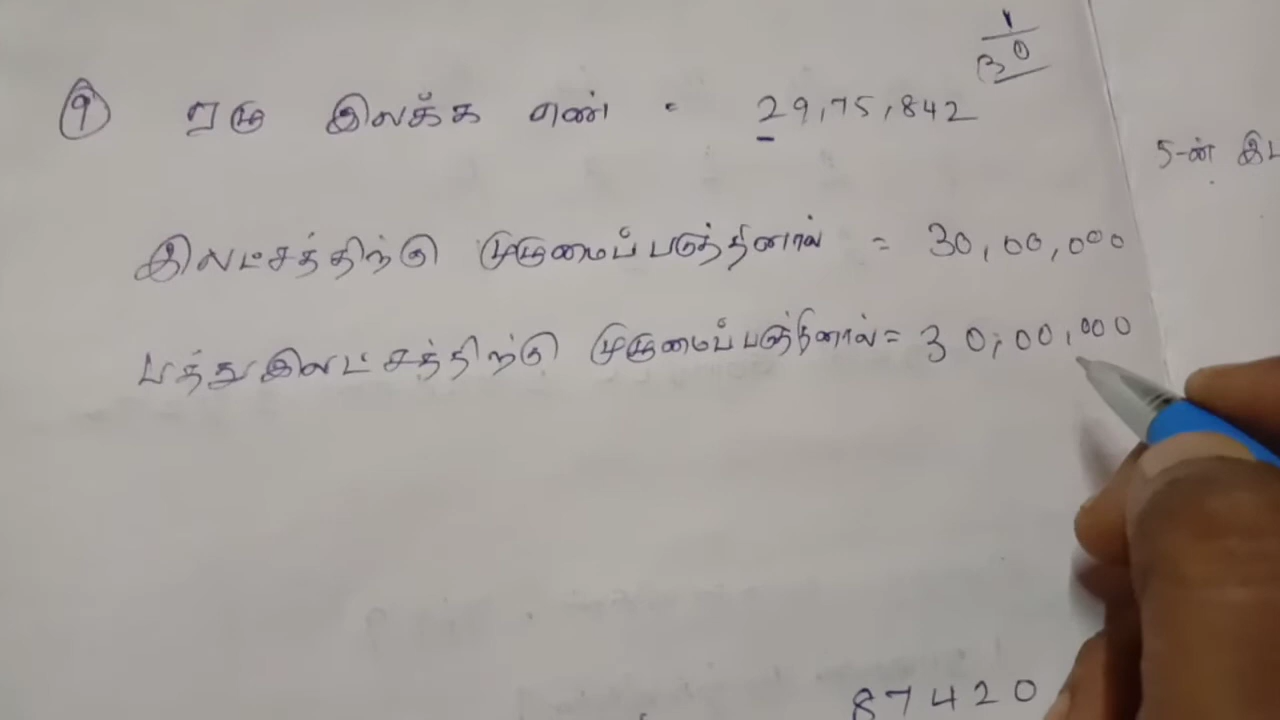 1
30
9 ஏழு இலக்க எண் = 29,75,842
5-ன் இட
இலட்சத்திற்கு முழுமைப்படுத்தினால் = 30,00,000
பத்து இலட்சத்திற்கு முழுமைப்படுத்தினால் = 30,00,000
87420